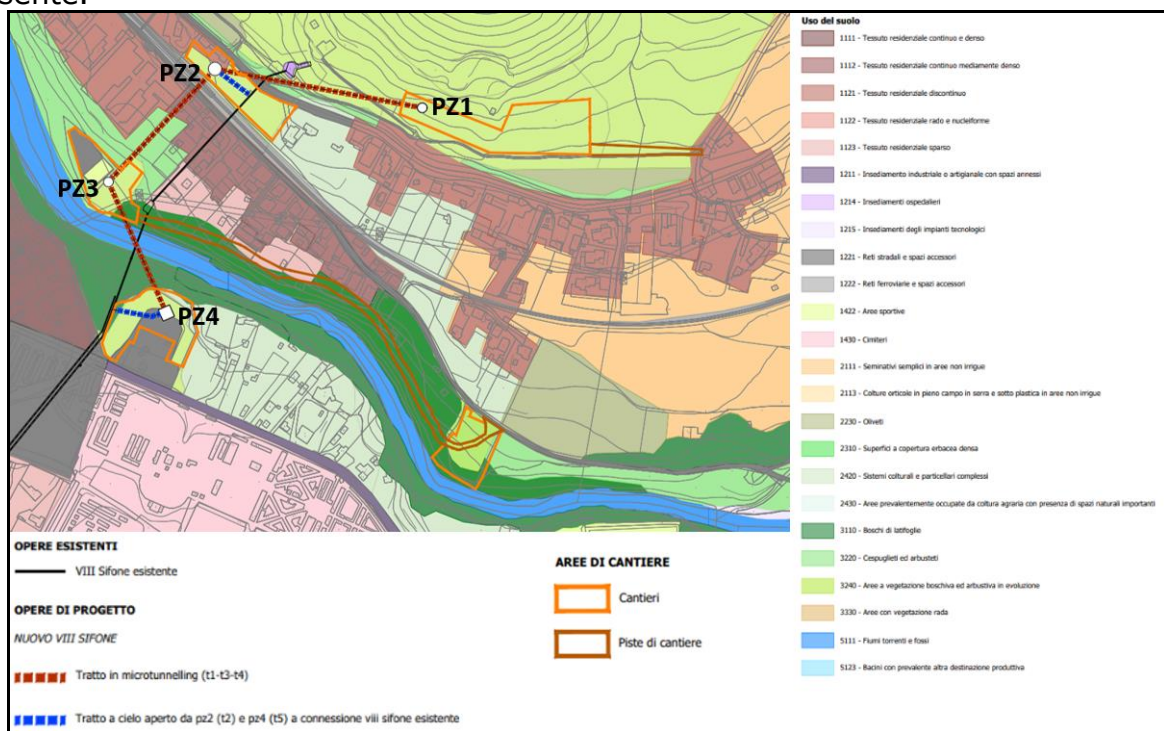 sente.
PZ2
PZ1
PZ3
PZ4
Uso del suolo
1111 - Tessuto residenziale continuo e denso
1112 - Tessuto residenziale continuo mediamente denso
1121 - Tessuto residenziale discontinuo
1122 - Tessuto residenziale rado e nucleiforme
1123 - Tessuto residenziale sparso
1211 - Insediamento industriale o artigianale con spazi annessi
1214 - Insediamenti ospedalieri
1215 - Insediamenti degli impianti tecnologici
1221 - Reti stradali e spazi accessori
1222 - Reti ferroviarie e spazi accessori
1422 - Aree sportive
1430 - Cimiteri
2111 - Seminativi semplici in aree non irrigue
2113 - Colture orticole in pieno campo in serra e sotto plastica in aree non irrigue
2230 - Oliveti
2310 - Superfici a copertura erbacea densa
2420 - Sistemi colturali e particellari complessi
2430 - Aree prevalentemente occupate da coltura agraria con presenza di spazi naturali importanti
3110 - Boschi di latifoglie
3220 - Cespuglieti ed arbusteti
3240 - Aree a vegetazione boschiva ed arbustiva in evoluzione
3330 - Aree con vegetazione rada
5111 - Fiumi torrenti e fossi
5123 - Bacini con prevalente altra destinazione produttiva
OPERE ESISTENTI
VIII Sifone esistente
OPERE DI PROGETTO
NUOVO VIII SIFONE
Tratto in microtunnelling (t1-t3-t4)
Tratto a cielo aperto da pz2 (t2) e pz4 (t5) a connessione viii sifone esistente
AREE DI CANTIERE
Cantieri
Piste di cantiere